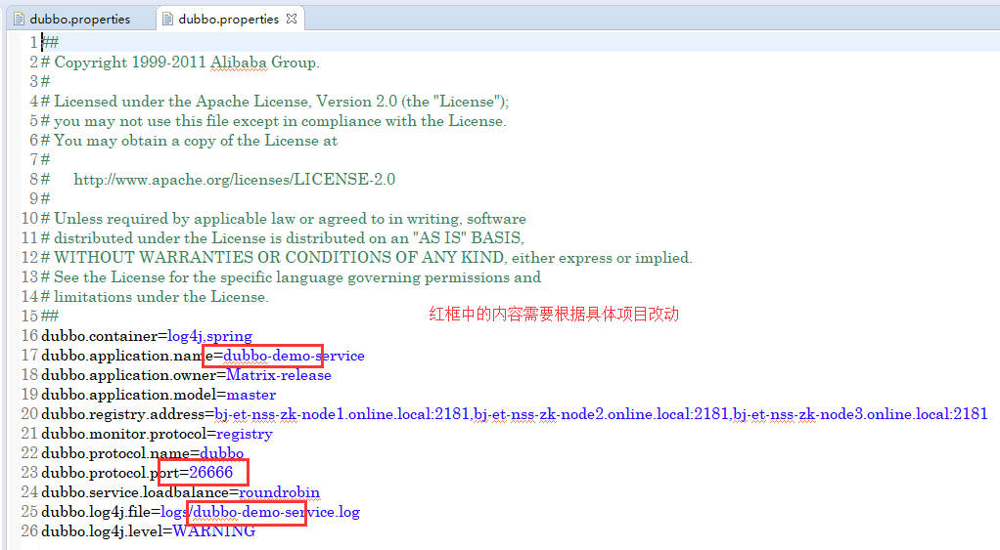 dubbo.properties
dubbo.properties
1 ##
2 # Copyright 1999-2011 Alibaba Group.
3 #
4 # Licensed under the Apache License, Version 2.0 (the "License");
5 # you may not use this file except in compliance with the License.
6 # You may obtain a copy of the License at
7 #
8 #      http://www.apache.org/licenses/LICENSE-2.0
9 #
10 # Unless required by applicable law or agreed to in writing, software
11 # distributed under the License is distributed on an "AS IS" BASIS,
12 # WITHOUT WARRANTIES OR CONDITIONS OF ANY KIND, either express or implied.
13 # See the License for the specific language governing permissions and
14 # limitations under the License.
15 ##
红框中的内容需要根据具体项目改动
16 dubbo.container=log4j,spring
17 dubbo.application.name=dubbo-demo-service
18 dubbo.application.owner=Matrix-release
19 dubbo.application.model=master
20 dubbo.registry.address=bj-et-nss-zk-node1.online.local:2181,bj-et-nss-zk-node2.online.local:2181,bj-et-nss-zk-node3.online.local:2181
21 dubbo.monitor.protocol=registry
22 dubbo.protocol.name=dubbo
23 dubbo.protocol.port=26666
24 dubbo.service.loadbalance=roundrobin
25 dubbo.log4j.file=logs/dubbo-demo-service.log
26 dubbo.log4j.level=WARNING